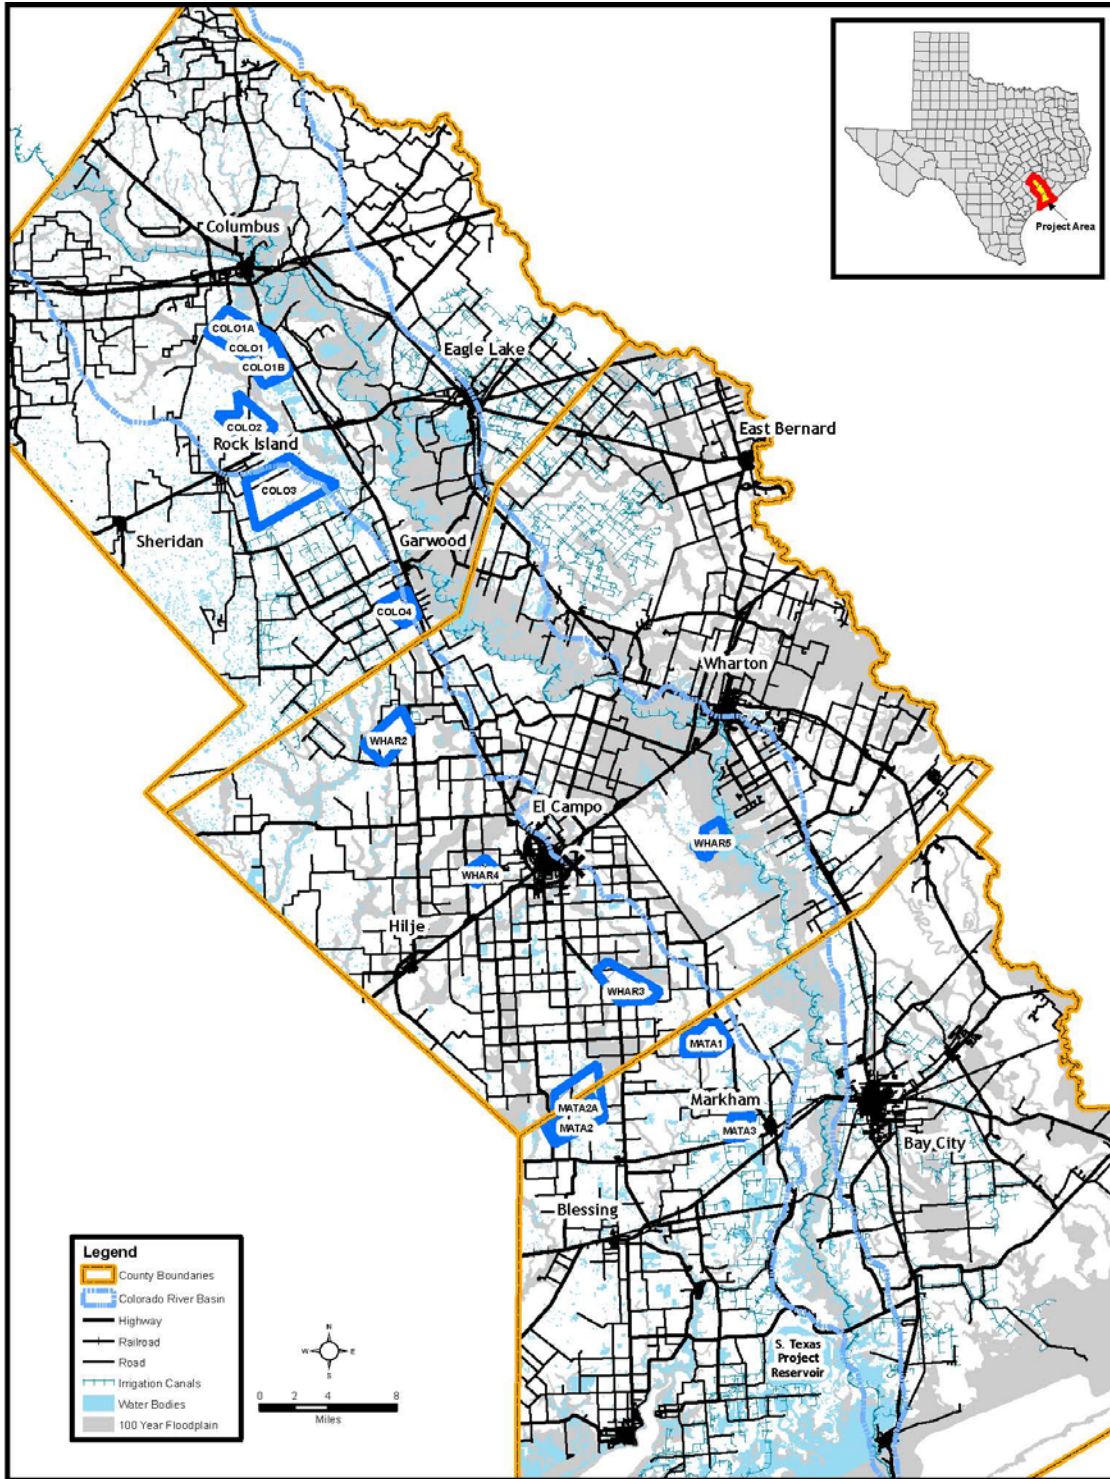 Project Area
Columbus
COLO1A
COLO1
COLO1B
Eagle Lake
COLO2
Rock Island
East Bernard
COLO3
Sheridan
Garwood
COLO4
Wharton
WHAR2
El Campo
WHAR5
WHAR4
Hilje
WHAR3
MATA1
Markham
MATA2A
MATA2
MATA3
Bay City
Blessing
S. Texas
Project
Reservoir
Legend
County Boundaries
Colorado River Basin
Highway
Railroad
Road
Irrigation Canals
Water Bodies
100 Year Floodplain
N
W
E
S
0 2 4 8
Miles